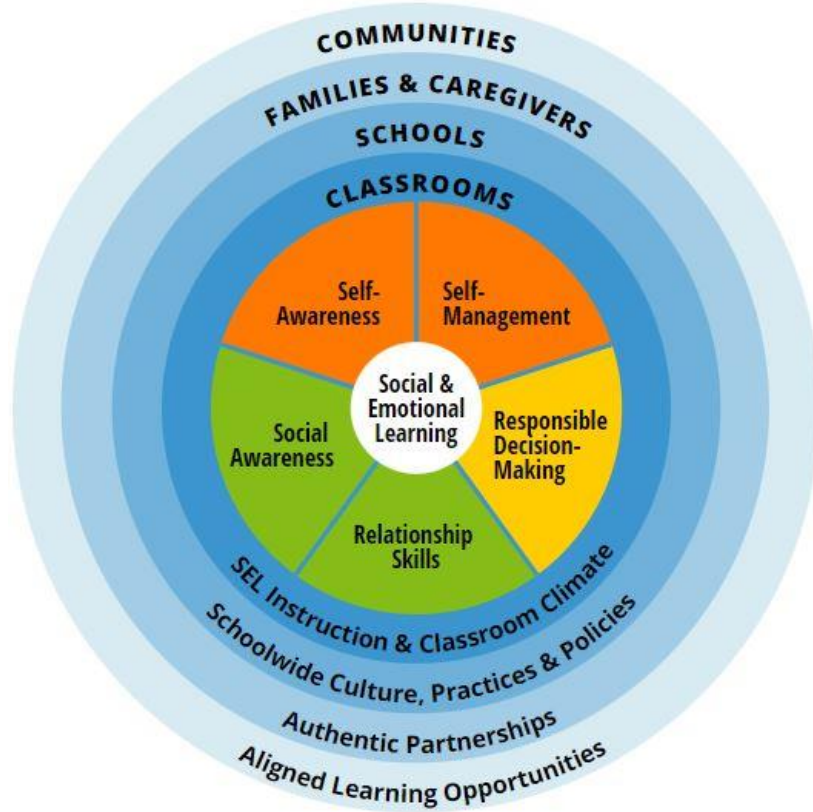 COMMUNITIES
FAMILIES & CAREGIVERS
SCHOOLS
CLASSROOMS
Self-
Awareness
Self-
Management
Social &
Emotional
Learning
Social
Awareness
Responsible
Decision-
Making
Relationship
Skills
SEL Instruction & Classroom Climate
Schoolwide Culture, Practices & Policies
Authentic Partnerships
Aligned Learning Opportunities